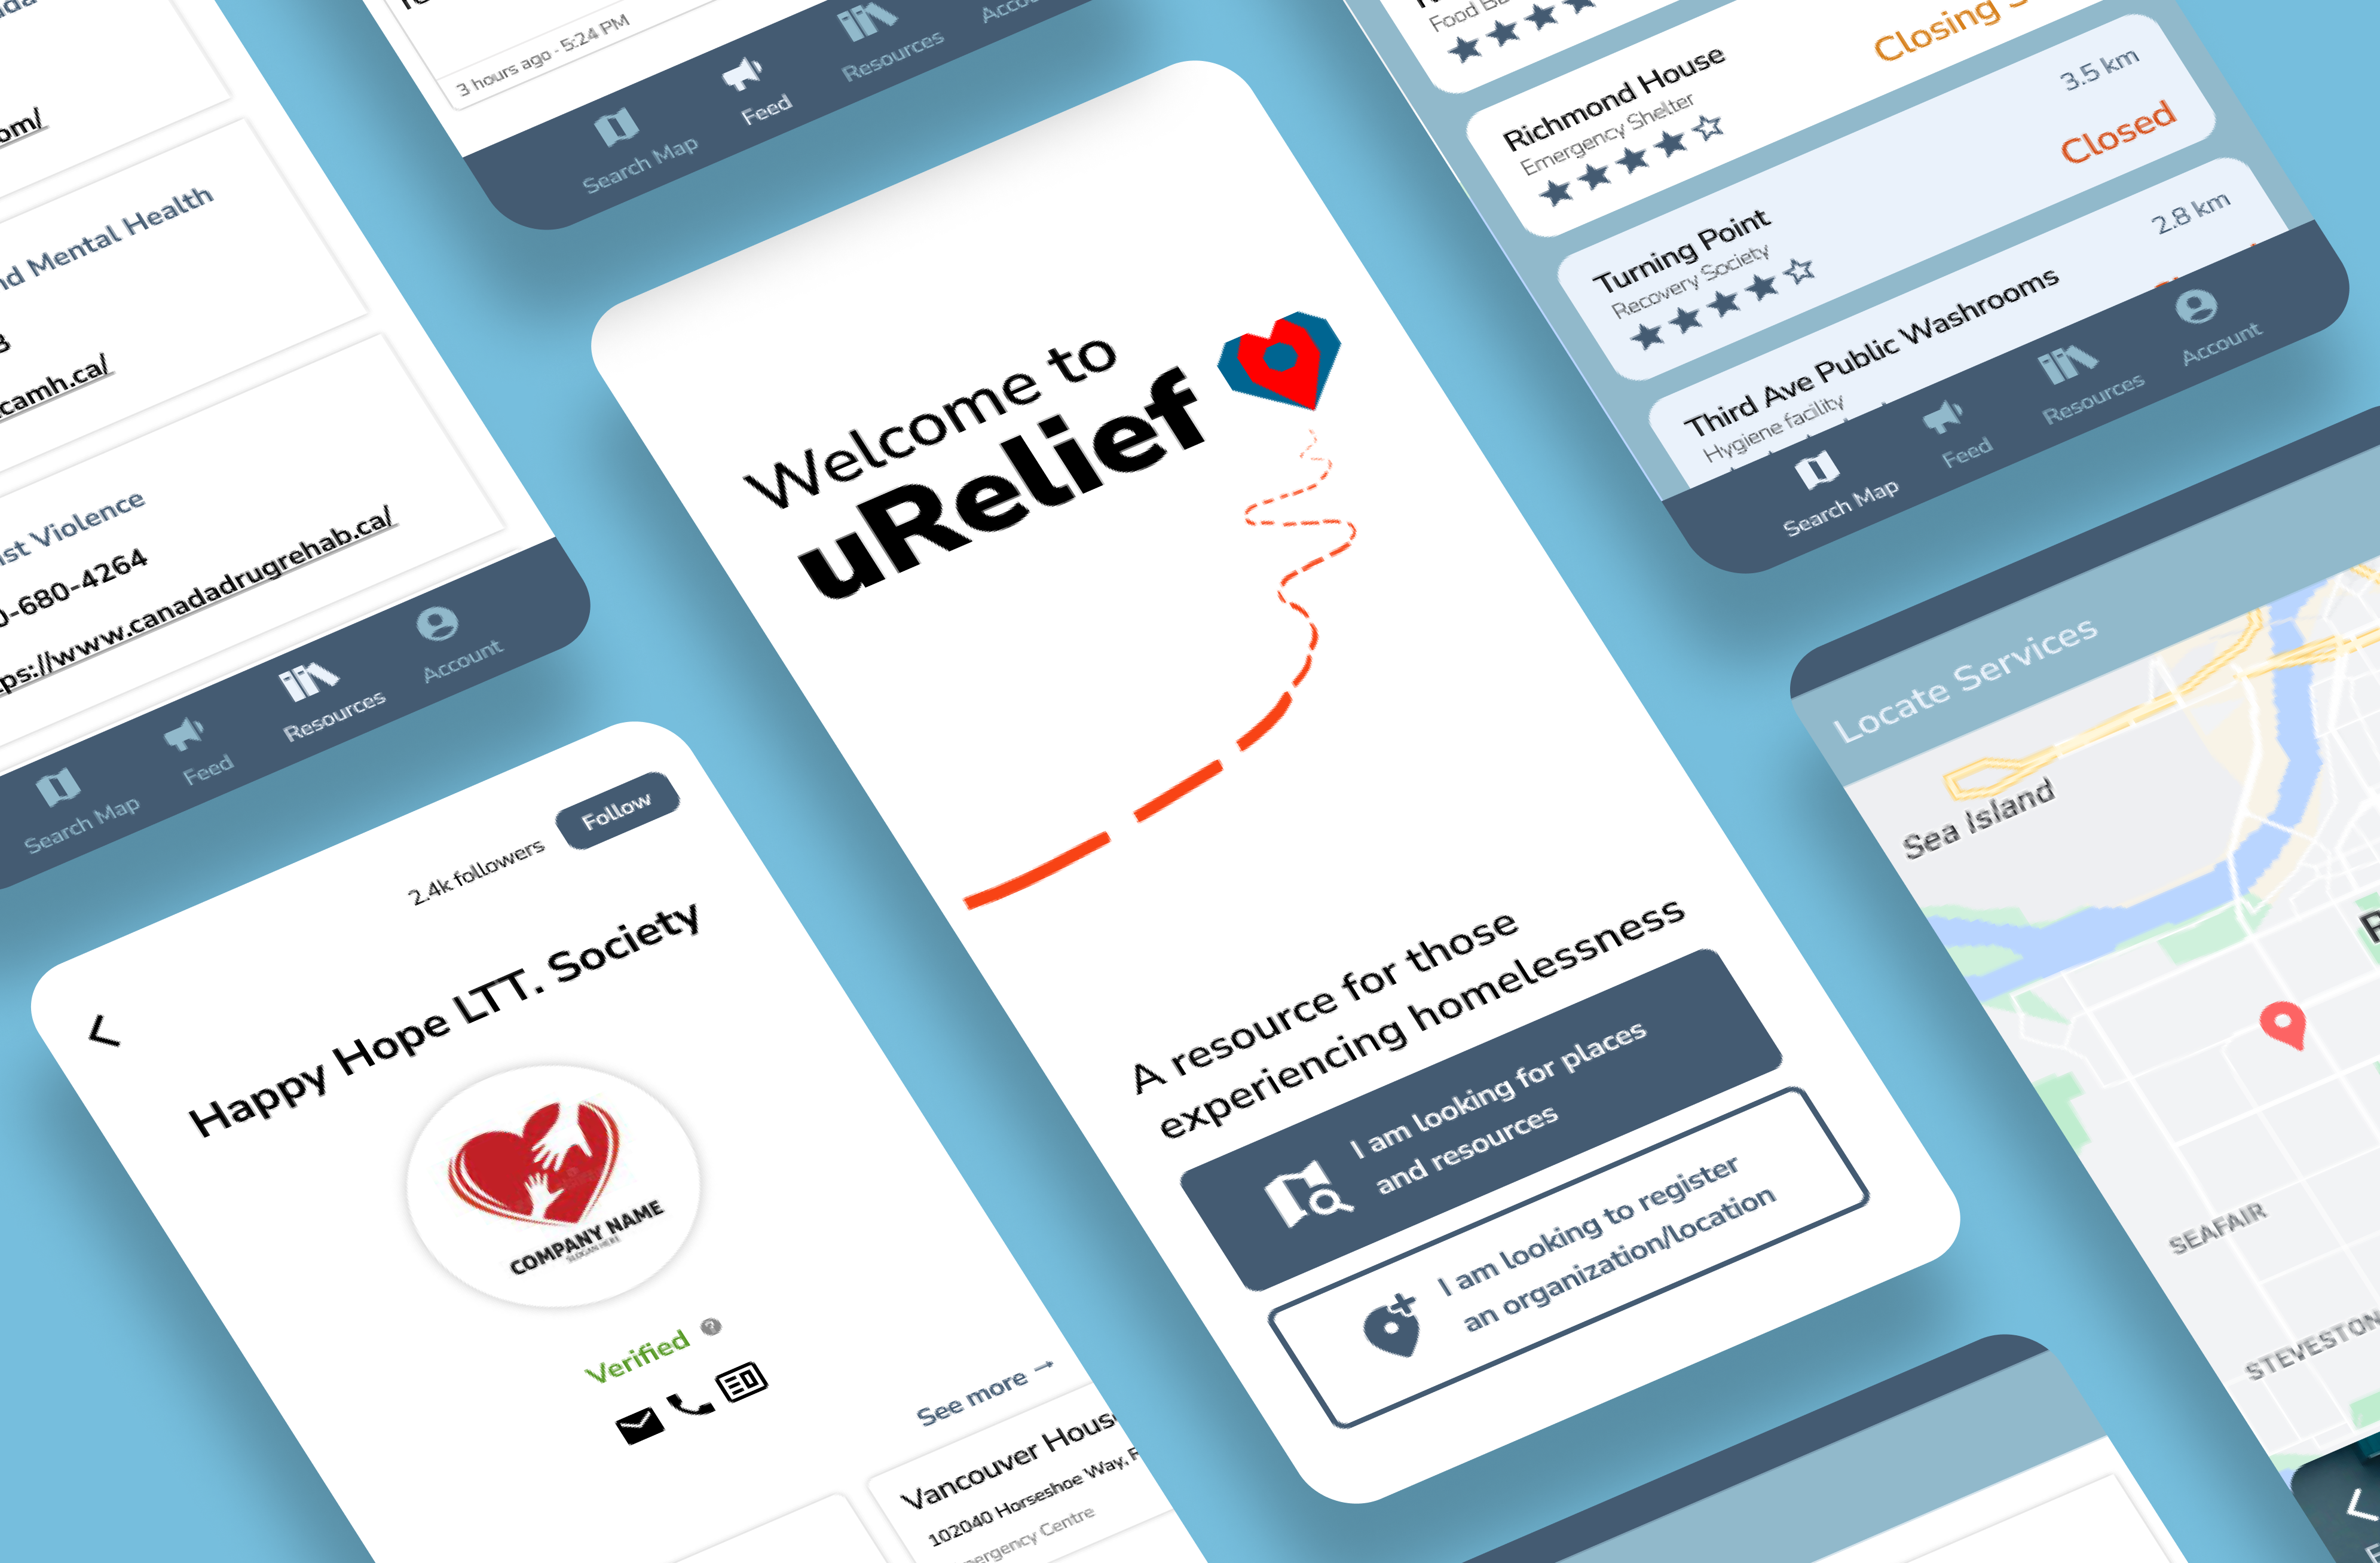 om/
nd Mental Health
camh.ca/
st Violence
0-680-4264
ps://www.canadadrugrehab.ca/
Search Map
Feed
Resources
Account
3 hours ago - 5:24 PM
Search Map
Feed
Resources
Accou
2.4k followers
Follow
Happy Hope LTT. Society
COMPANY NAME
SLOGAN HERE
Verified
See more →
Vancouver Hous
102040 Horseshoe Way,
ergency Centre
Welcome to
uRelief
A resource for those
experiencing homelessness
I am looking for places
and resources
I am looking to register
an organization/location
Food
Richmond House
Emergency Shelter
Closing
3.5 km
Turning Point
Recovery Society
Closed
2.8 km
Third Ave Public Washrooms
Hygiene facility
Search Map
Feed
Resources
Account
Locate Services
Sea Island
SEAFAIR
STEVESTON